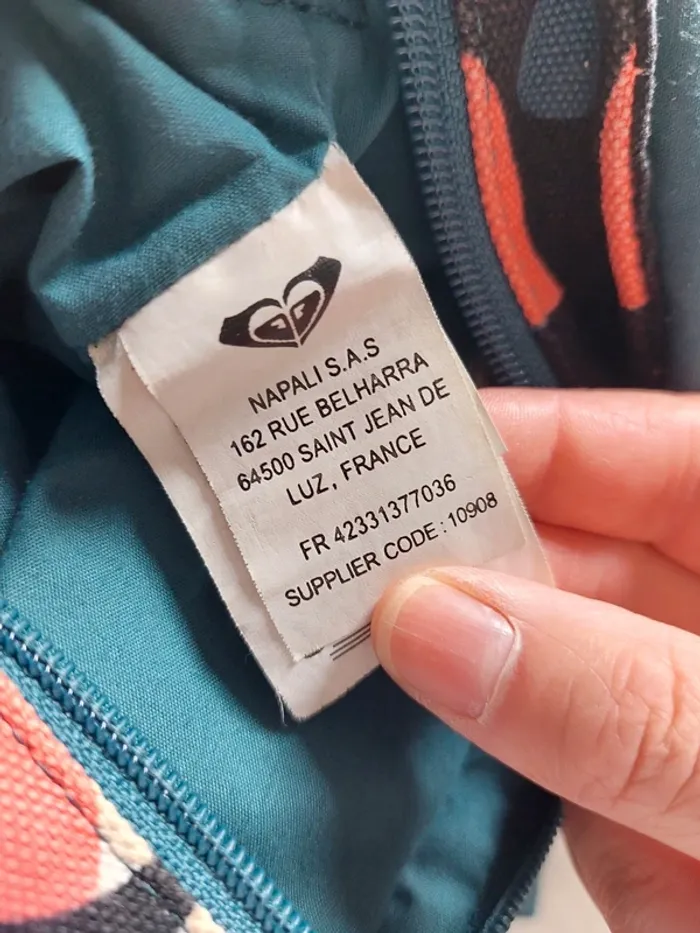 NAPALI S.A.S
162 RUE BELHARRA
64500 SAINT JEAN DE
LUZ, FRANCE
FR 42331377036
SUPPLIER CODE : 10908